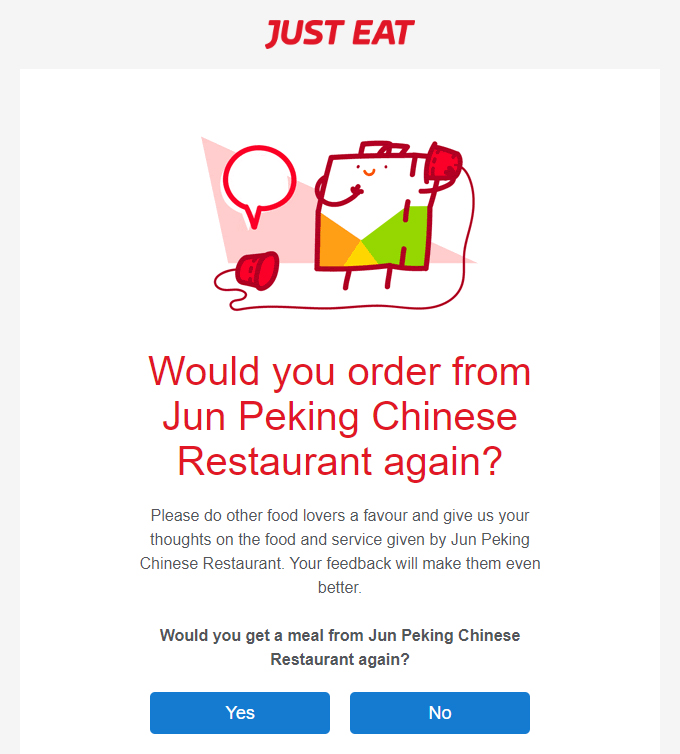 JUST EAT
Would you order from
Jun Peking Chinese
Restaurant again?
Please do other food lovers a favour and give us your
thoughts on the food and service given by Jun Peking
Chinese Restaurant. Your feedback will make them even
better.
Would you get a meal from Jun Peking Chinese
Restaurant again?
Yes
No